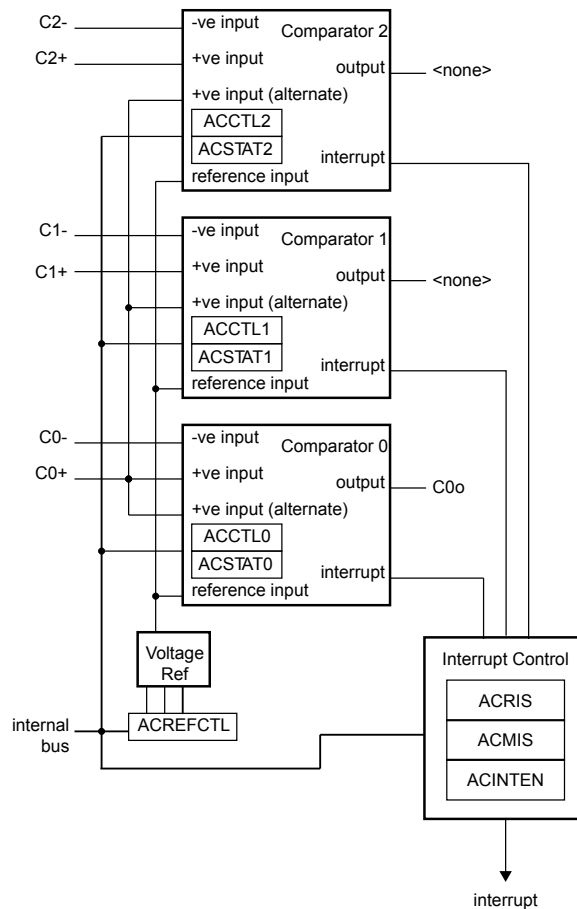 C2-
-ve input
Comparator 2
C2+
+ve input
output
<none>
+ve input (alternate)
ACCTL2
ACSTAT2
interrupt
reference input
C1-
-ve input
Comparator 1
C1+
+ve input
output
<none>
+ve input (alternate)
ACCTL1
ACSTAT1
interrupt
reference input
C0-
-ve input
Comparator 0
C0+
+ve input
output
C0o
+ve input (alternate)
ACCTL0
ACSTAT0
interrupt
reference input
Voltage
Ref
Interrupt Control
ACRIS
internal
bus
ACREFCTL
ACMIS
ACINTEN
interrupt